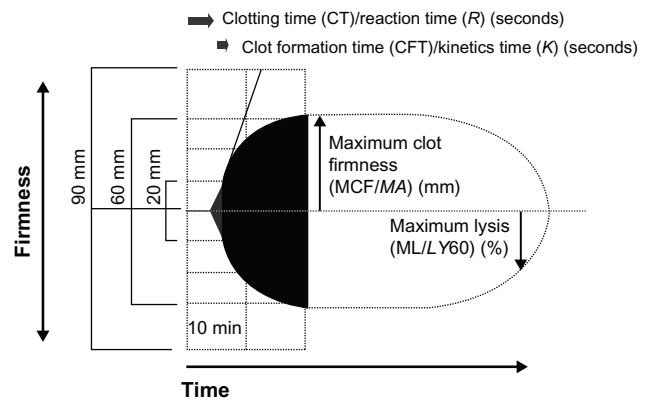 Clotting time (CT)/reaction time (R) (seconds)
Clot formation time (CFT)/kinetics time (K) (seconds)
Firmness
90 mm
60 mm
20 mm
Maximum clot
firmness
(MCF/MA) (mm)
Maximum lysis
(ML/LY60) (%)
10 min
Time